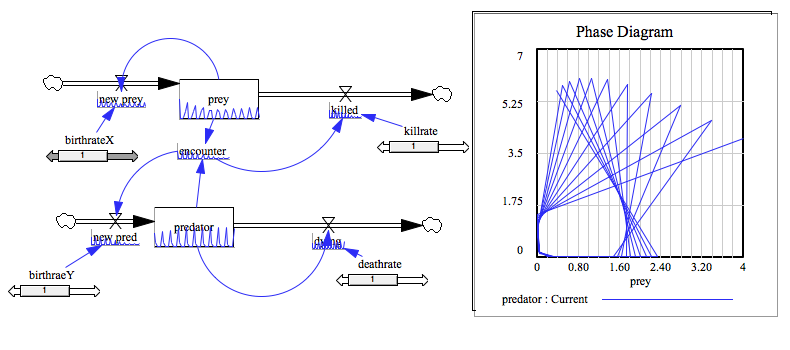 new prey
prey
killed
birthrateX
1
encounter
killrate
1
new pred
predator
dying
birthraeY
1
deathrate
1
Phase Diagram
7
5.25
3.5
1.75
0
0 0.80 1.60 2.40 3.20 4
prey
predator : Current